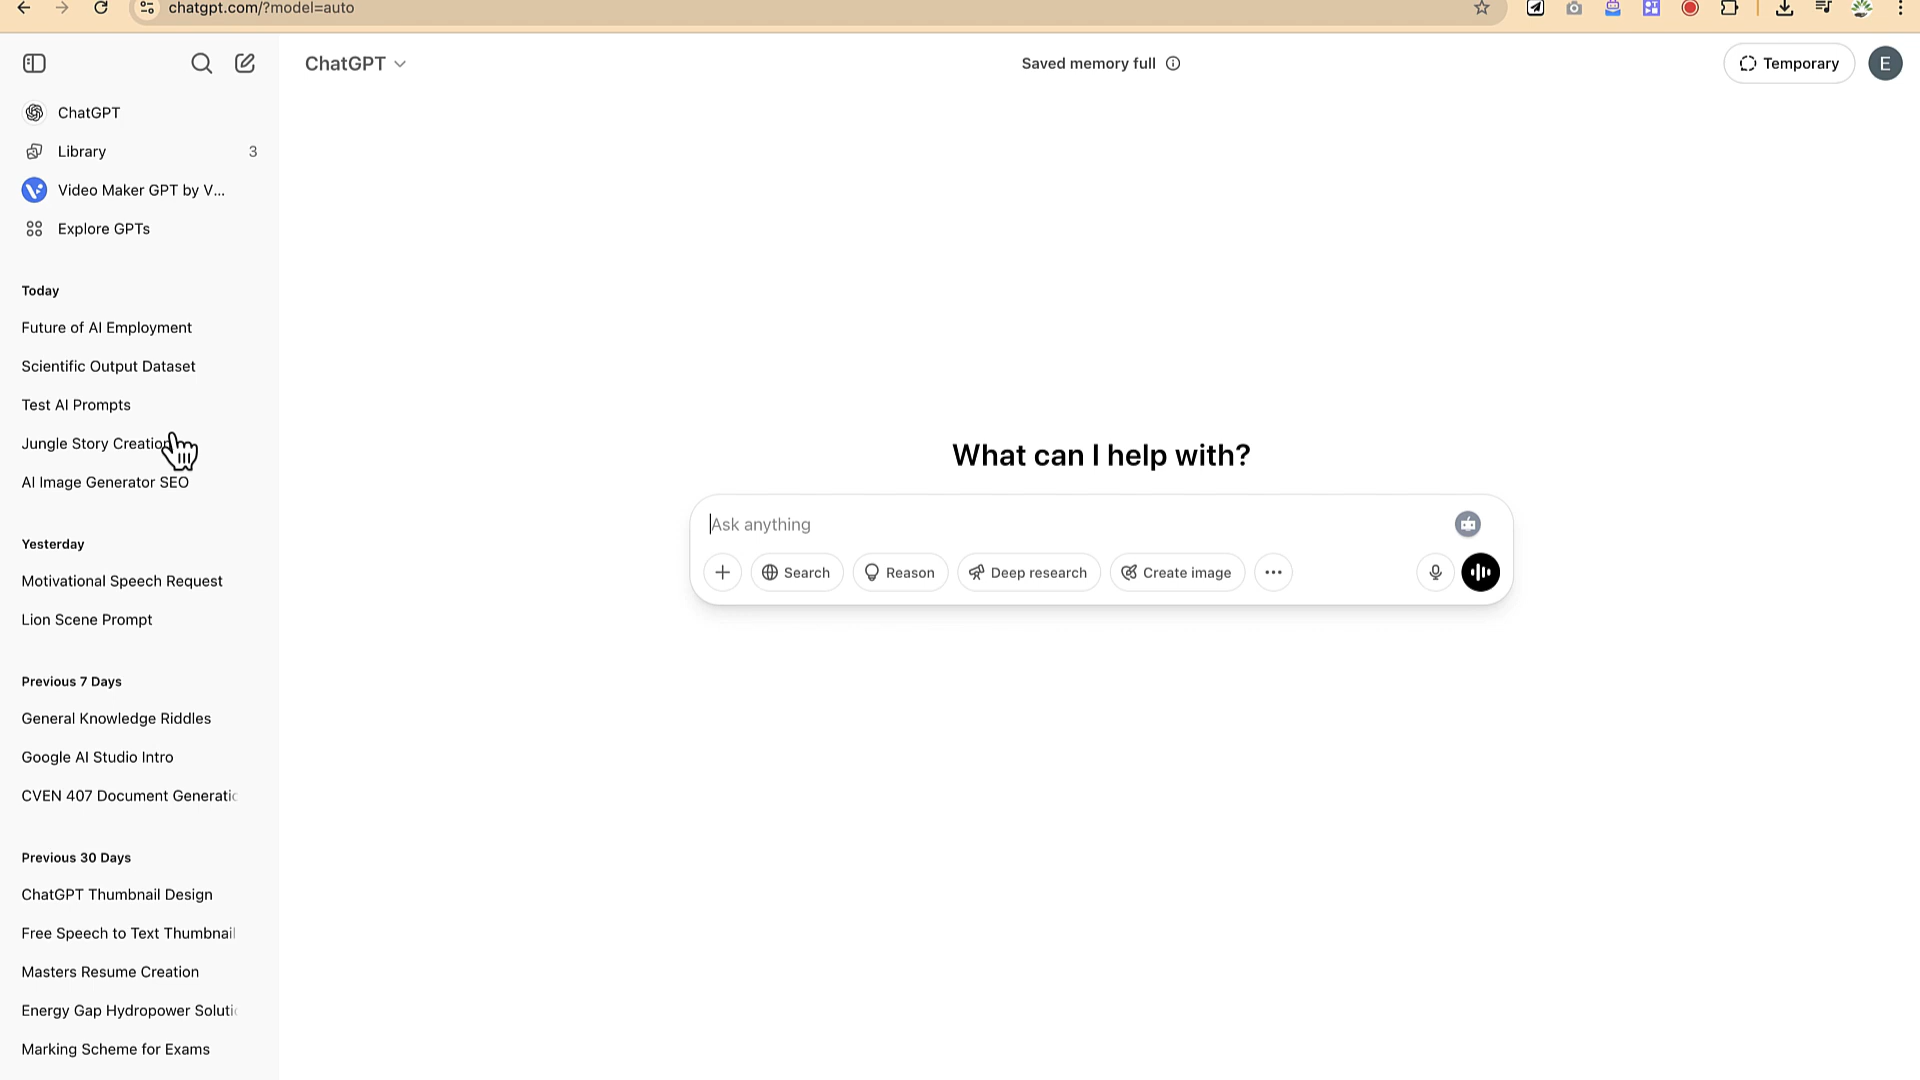 chatgpt.com/?model=auto
ChatGPT
Saved memory full
Temporary
E
ChatGPT
Library 3
Video Maker GPT by V...
Explore GPTs
Today
Future of AI Employment
Scientific Output Dataset
Test AI Prompts
Jungle Story Creation
AI Image Generator SEO
Yesterday
Motivational Speech Request
Lion Scene Prompt
Previous 7 Days
General Knowledge Riddles
Google AI Studio Intro
CVEN 407 Document Generatio
Previous 30 Days
ChatGPT Thumbnail Design
Free Speech to Text Thumbnail
Masters Resume Creation
Energy Gap Hydropower Solutio
Marking Scheme for Exams
What can I help with?
Ask anything
Search Reason Deep research Create image